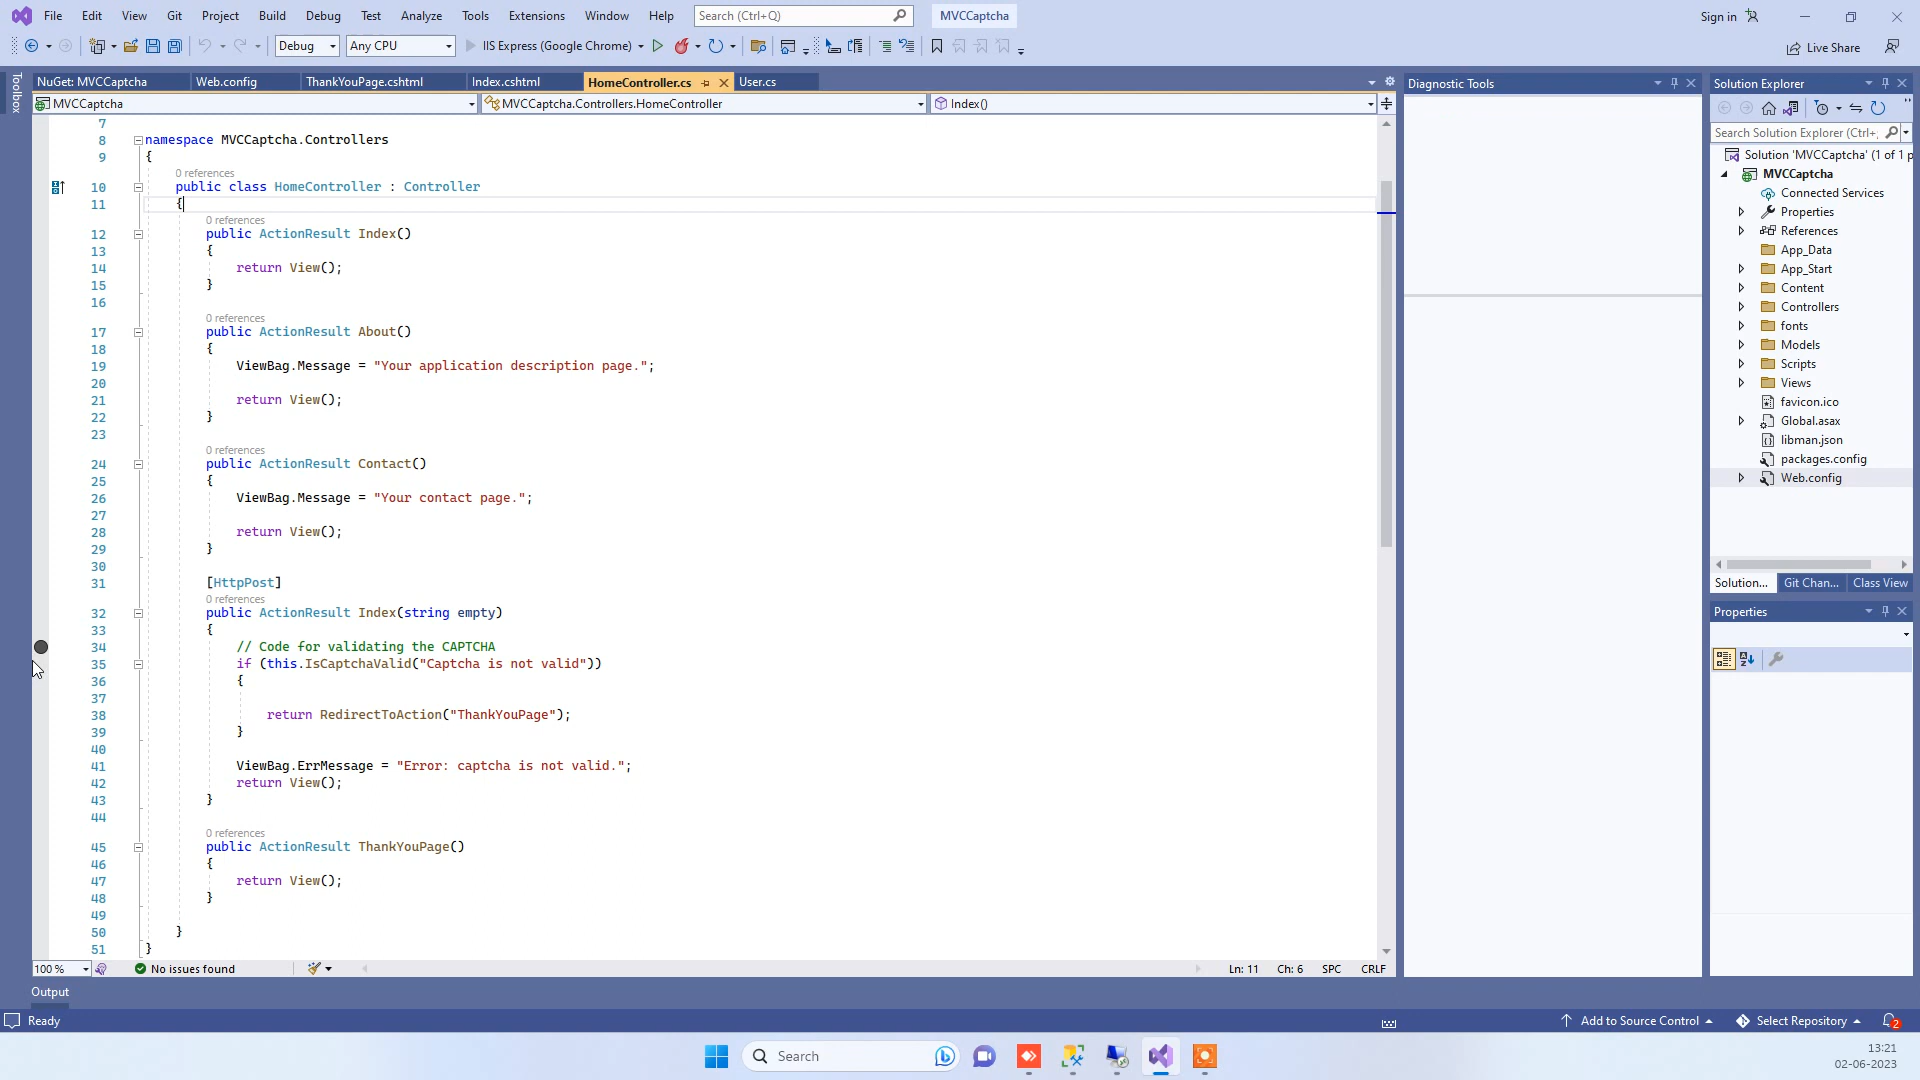 File Edit View Git Project Build Debug Test Analyze Tools Extensions Window Help Search (Ctrl+Q) MVCCaptcha Sign in
Debug Any CPU IIS Express (Google Chrome) Live Share
Toolbox
NuGet: MVCCaptcha Web.config ThankYouPage.cshtml Index.cshtml HomeController.cs User.cs
MVCCaptcha MVCCaptcha.Controllers.HomeController Index()
7
8 namespace MVCCaptcha.Controllers
9 {
0 references
10 public class HomeController : Controller
11 {
0 references
12 public ActionResult Index()
13 {
14 return View();
15 }
16
0 references
17 public ActionResult About()
18 {
19 ViewBag.Message = "Your application description page.";
20
21 return View();
22 }
23
0 references
24 public ActionResult Contact()
25 {
26 ViewBag.Message = "Your contact page.";
27
28 return View();
29 }
30
31 [HttpPost]
0 references
32 public ActionResult Index(string empty)
33 {
34 // Code for validating the CAPTCHA
35 if (this.IsCaptchaValid("Captcha is not valid"))
36 {
37
38 return RedirectToAction("ThankYouPage");
39 }
40
41 ViewBag.ErrMessage = "Error: captcha is not valid.";
42 return View();
43 }
44
0 references
45 public ActionResult ThankYouPage()
46 {
47 return View();
48 }
49
50 }
51 }
100 % No issues found Ln: 11 Ch: 6 SPC CRLF
Diagnostic Tools
Solution Explorer
Search Solution Explorer (Ctrl+;
Solution 'MVCCaptcha' (1 of 1 p
MVCCaptcha
Connected Services
Properties
References
App_Data
App_Start
Content
Controllers
fonts
Models
Scripts
Views
favicon.ico
Global.asax
libman.json
packages.config
Web.config
Solution... Git Chan... Class View
Properties
Output
Ready Add to Source Control Select Repository 2
Search
13:21
02-06-2023